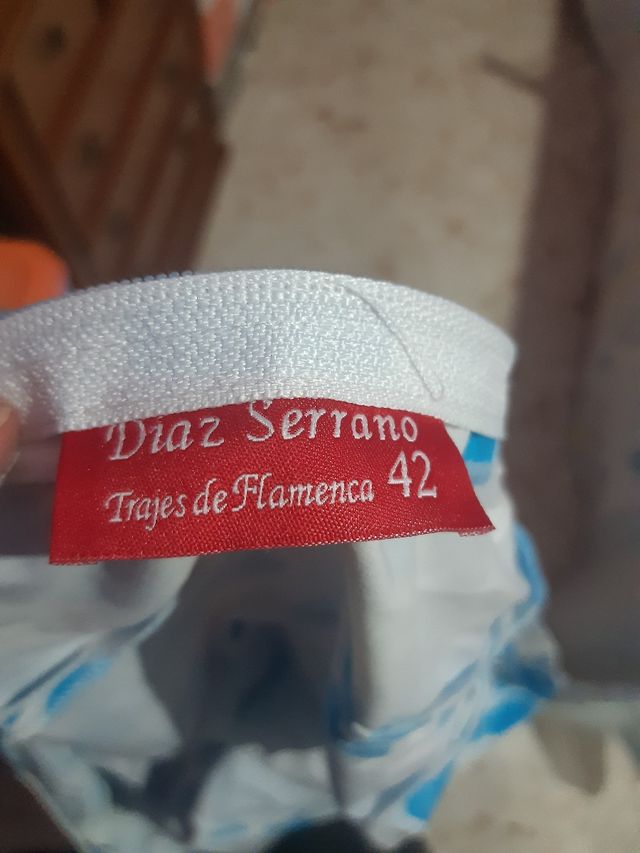 Diaz Serrano
Trajes de Flamenca 42